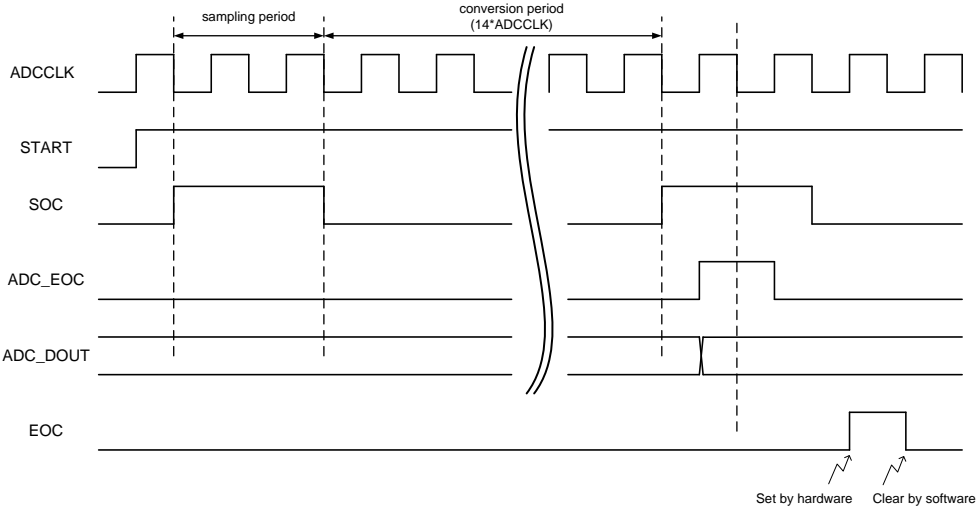 sampling period
conversion period
(14*ADCCLK)
ADCCLK
START
SOC
ADC_EOC
ADC_DOUT
EOC
Set by hardware
Clear by software